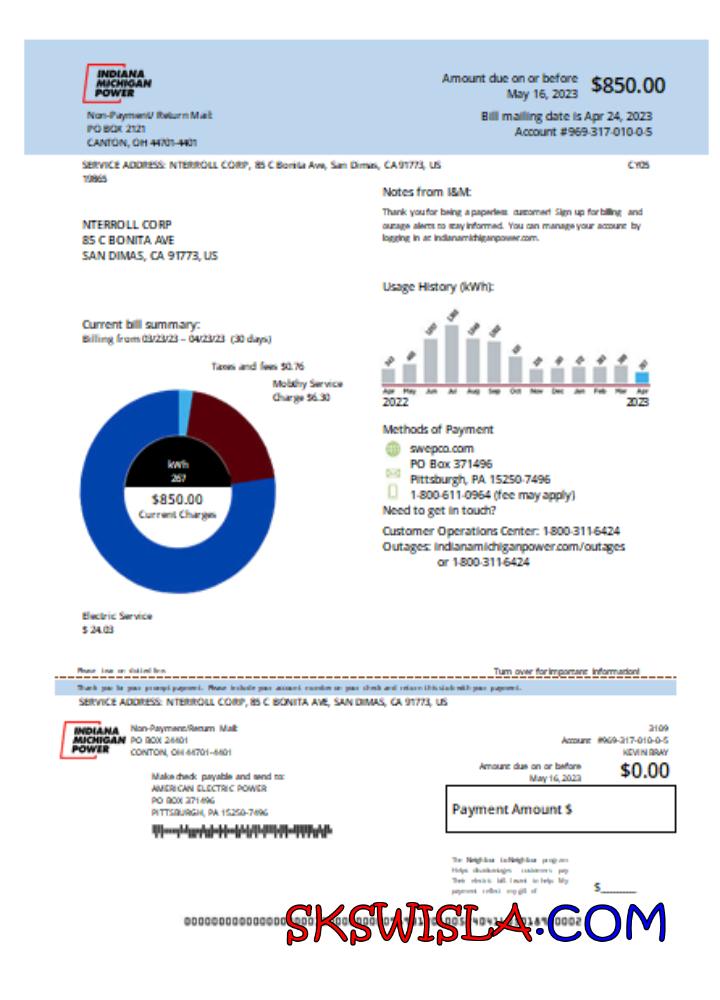 INDIANA
MICHIGAN
POWER
Amount due on or before
May 16, 2023
$850.00
Non-Payment/ Return Mail:
PO BOX 2121
CANTON, OH 44701-4401
Bill mailing date is Apr 24, 2023
Account #969-317-010-0-5
SERVICE ADDRESS: NTERROLL CORP, 85 C Bonita Ave, San Dimas, CA 91773, US
19865
CY05
Notes from I&M:
Thank you for being a paperless customer! Sign up for billing and
outage alerts to stay informed. You can manage your account by
logging in at indianamichiganpower.com.
NTERROLL CORP
85 C BONITA AVE
SAN DIMAS, CA 91773, US
Usage History (kWh):
Current bill summary:
Billing from 03/23/23 – 04/23/23 (30 days)
Apr May Jun Jul Aug Sep Oct Nov Dec Jan Feb Mar Apr
2022 2023
Taxes and fees $0.76
Mobthy Service
Charge $6.30
kWh
267
$850.00
Current Charges
Electric Service
$ 24.03
Methods of Payment
swepco.com
PO Box 371496
Pittsburgh, PA 15250-7496
1-800-611-0964 (fee may apply)
Need to get in touch?
Customer Operations Center: 1-800-311-6424
Outages: indianamichiganpower.com/outages
or 1-800-311-6424
Please tear on dotted line
Turn over for important information!
Thank you for your prompt payment. Please include your account number on your check and return this stub with your payment.
SERVICE ADDRESS: NTERROLL CORP, 85 C BONITA AVE, SAN DIMAS, CA 91773, US
INDIANA
MICHIGAN
POWER
Non-Payment/Return Mail:
PO BOX 24401
CONTON, OH 44701-4401
3109
Account #969-317-010-0-5
KEVIN BRAY
Amount due on or before
May 16, 2023
$0.00
Make check payable and send to:
AMERICAN ELECTRIC POWER
PO BOX 371496
PITTSBURGH, PA 15250-7496
Payment Amount $
The Neighbor to Neighbor program
Helps disadvantages customers pay
Their electric bill. I want to help. My
payment reflect my gift of
$______
SKSWISLA.COM